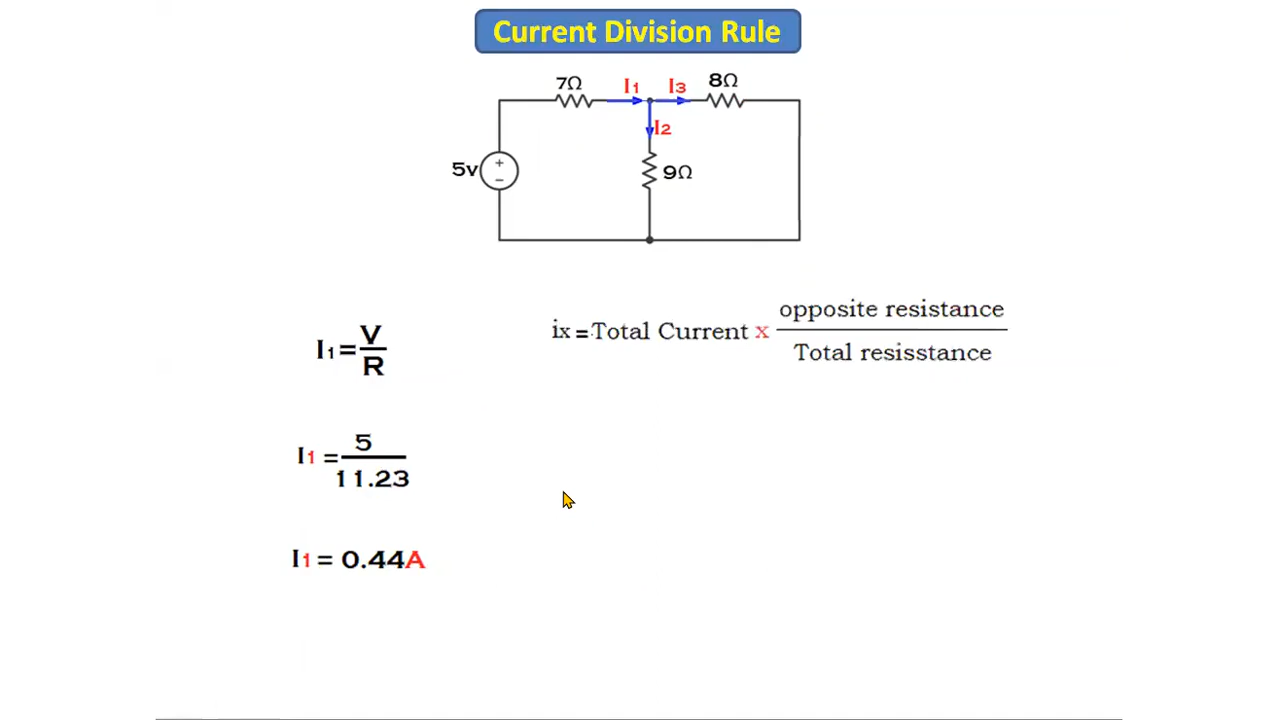 Current Division Rule
7Ω I1 I3 8Ω
I2
5v + − 9Ω
I1 = V / R
ix = Total Current x opposite resistance / Total resisstance
I1 = 5 / 11.23
I1 = 0.44A